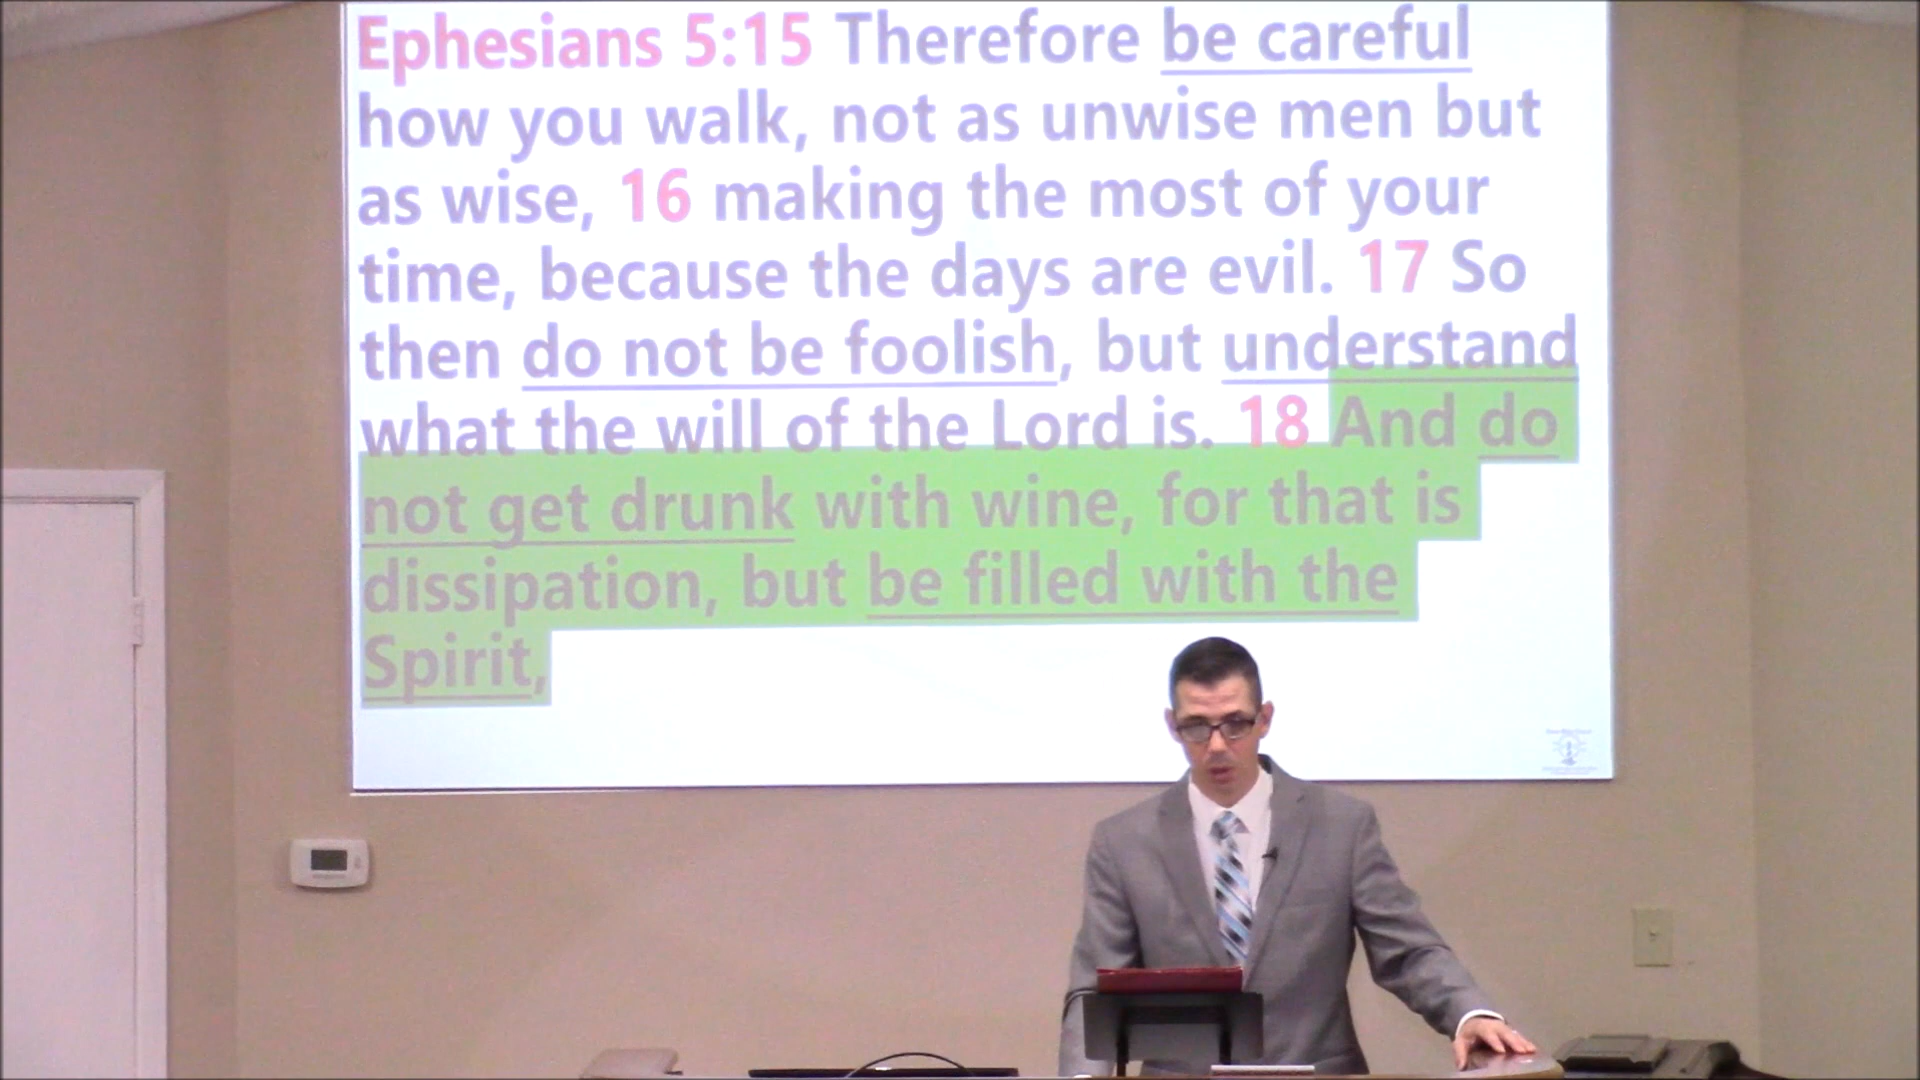 Ephesians 5:15 Therefore be careful
how you walk, not as unwise men but
as wise, 16 making the most of your
time, because the days are evil. 17 So
then do not be foolish, but understand
what the will of the Lord is. 18 And do
not get drunk with wine, for that is
dissipation, but be filled with the
Spirit,